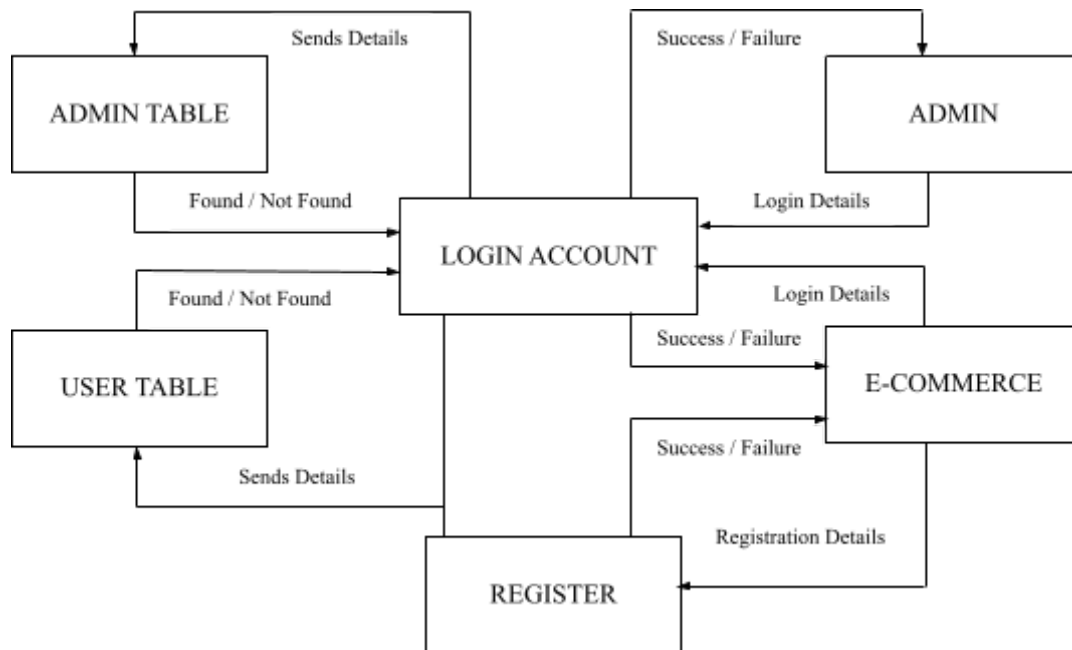 Sends Details
Success / Failure
ADMIN TABLE
ADMIN
Found / Not Found
Login Details
LOGIN ACCOUNT
Found / Not Found
Login Details
Success / Failure
USER TABLE
E-COMMERCE
Success / Failure
Sends Details
Registration Details
REGISTER